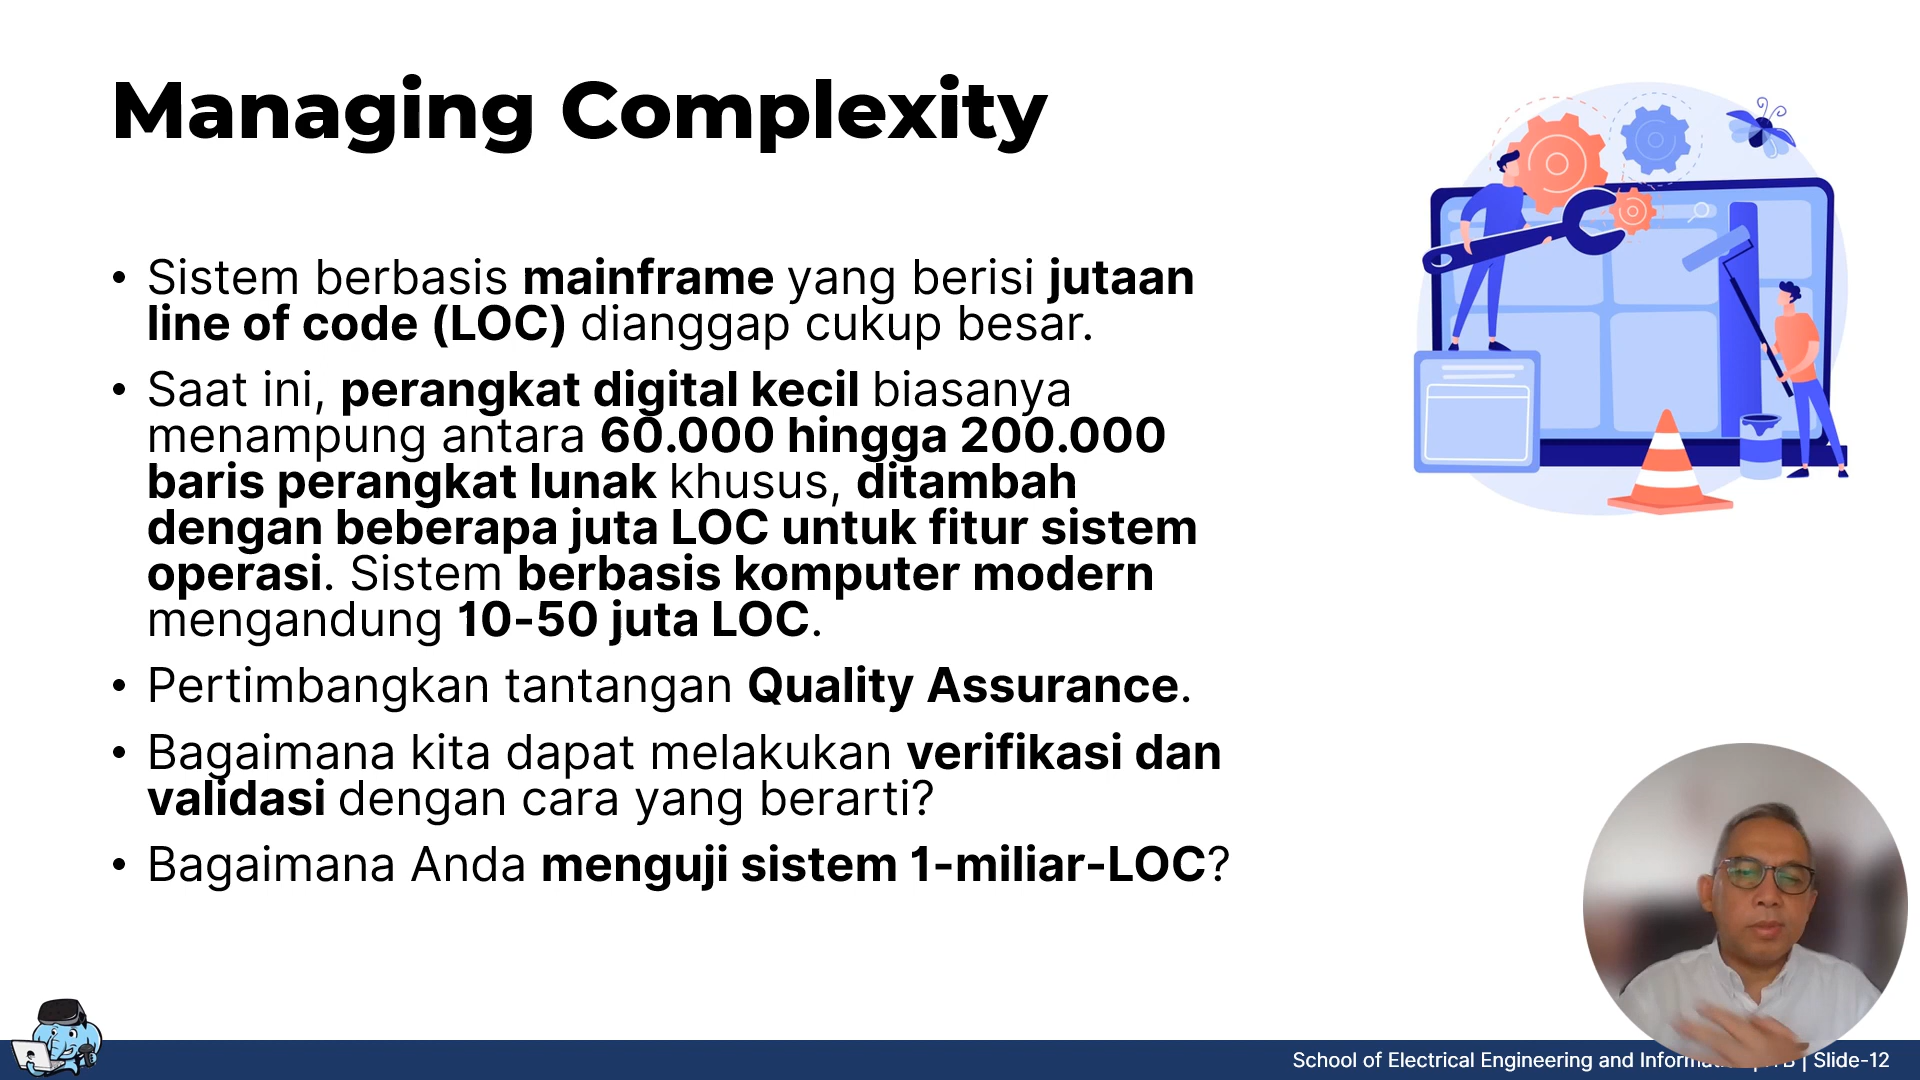 Managing Complexity
• Sistem berbasis mainframe yang berisi jutaan
line of code (LOC) dianggap cukup besar.
• Saat ini, perangkat digital kecil biasanya
menampung antara 60.000 hingga 200.000
baris perangkat lunak khusus, ditambah
dengan beberapa juta LOC untuk fitur sistem
operasi. Sistem berbasis komputer modern
mengandung 10-50 juta LOC.
• Pertimbangkan tantangan Quality Assurance.
• Bagaimana kita dapat melakukan verifikasi dan
validasi dengan cara yang berarti?
• Bagaimana Anda menguji sistem 1-miliar-LOC?
School of Electrical Engineering and | Slide-12